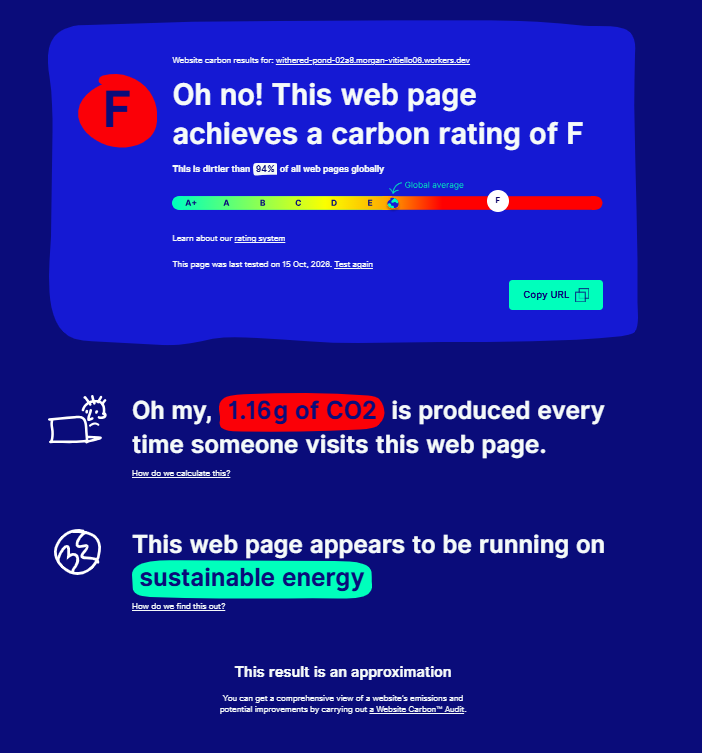 Website carbon results for: withered-pond-02a8.morgan-vitiello06.workers.dev
F
Oh no! This web page
achieves a carbon rating of F
This is dirtier than 94% of all web pages globally
Global average
A+ A B C D E F
Learn about our rating system
This page was last tested on 15 Oct, 2026. Test again
Copy URL
Oh my, 1.16g of CO2 is produced every
time someone visits this web page.
How do we calculate this?
This web page appears to be running on
sustainable energy
How do we find this out?
This result is an approximation
You can get a comprehensive view of a website's emissions and
potential improvements by carrying out a Website Carbon™ Audit.